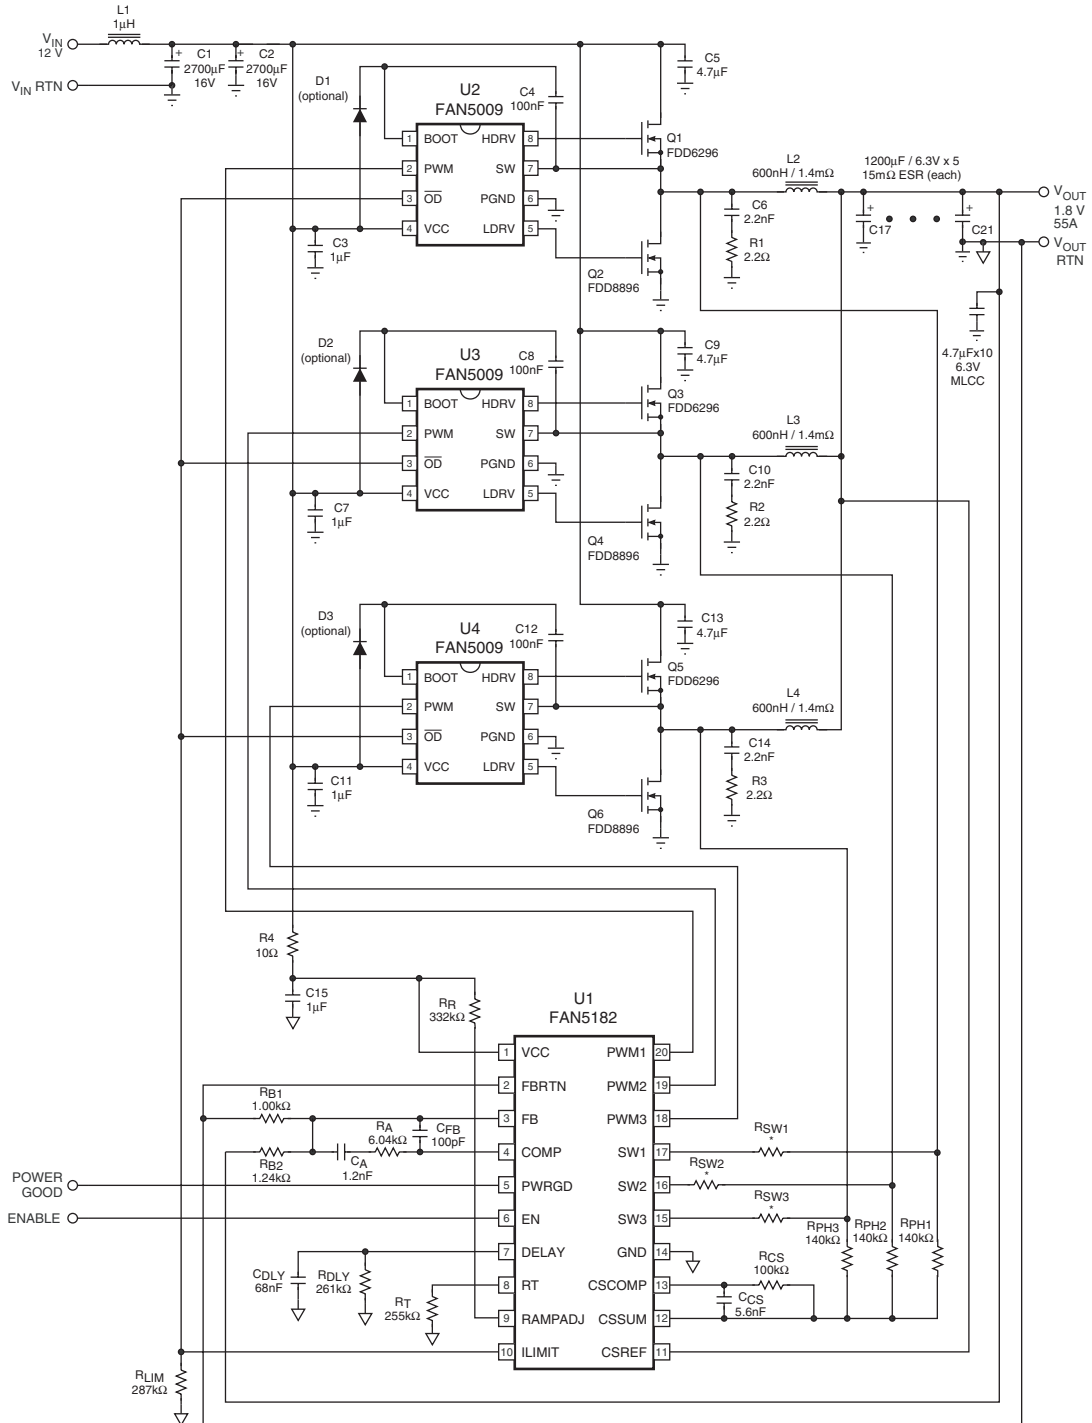 L1
1µH
VIN
12 V
VIN RTN
C1
2700µF
16V
C2
2700µF
16V
C5
4.7µF
D1
(optional)
U2
FAN5009
C4
100nF
1 BOOT HDRV 8
2 PWM SW 7
3 OD PGND 6
4 VCC LDRV 5
Q1
FDD6296
L2
600nH / 1.4mΩ
1200µF / 6.3V x 5
15mΩ ESR (each)
VOUT
1.8 V
55A
VOUT
RTN
C6
2.2nF
R1
2.2Ω
C17
C21
C3
1µF
Q2
FDD8896
4.7µFx10
6.3V
MLCC
D2
(optional)
U3
FAN5009
C8
100nF
C9
4.7µF
1 BOOT HDRV 8
2 PWM SW 7
3 OD PGND 6
4 VCC LDRV 5
Q3
FDD6296
L3
600nH / 1.4mΩ
C10
2.2nF
R2
2.2Ω
C7
1µF
Q4
FDD8896
D3
(optional)
U4
FAN5009
C12
100nF
C13
4.7µF
1 BOOT HDRV 8
2 PWM SW 7
3 OD PGND 6
4 VCC LDRV 5
Q5
FDD6296
L4
600nH / 1.4mΩ
C14
2.2nF
R3
2.2Ω
C11
1µF
Q6
FDD8896
R4
10Ω
C15
1µF
RR
332kΩ
U1
FAN5182
1 VCC PWM1 20
2 FBRTN PWM2 19
3 FB PWM3 18
4 COMP SW1 17
5 PWRGD SW2 16
6 EN SW3 15
7 DELAY GND 14
8 RT CSCOMP 13
9 RAMPADJ CSSUM 12
10 ILIMIT CSREF 11
RB1
1.00kΩ
RA
6.04kΩ
CFB
100pF
RB2
1.24kΩ
CA
1.2nF
POWER
GOOD
ENABLE
RSW1
*
RSW2
*
RSW3
*
RPH3
140kΩ
RPH2
140kΩ
RPH1
140kΩ
CDLY
68nF
RDLY
261kΩ
RT
255kΩ
RCS
100kΩ
CCS
5.6nF
RLIM
287kΩ